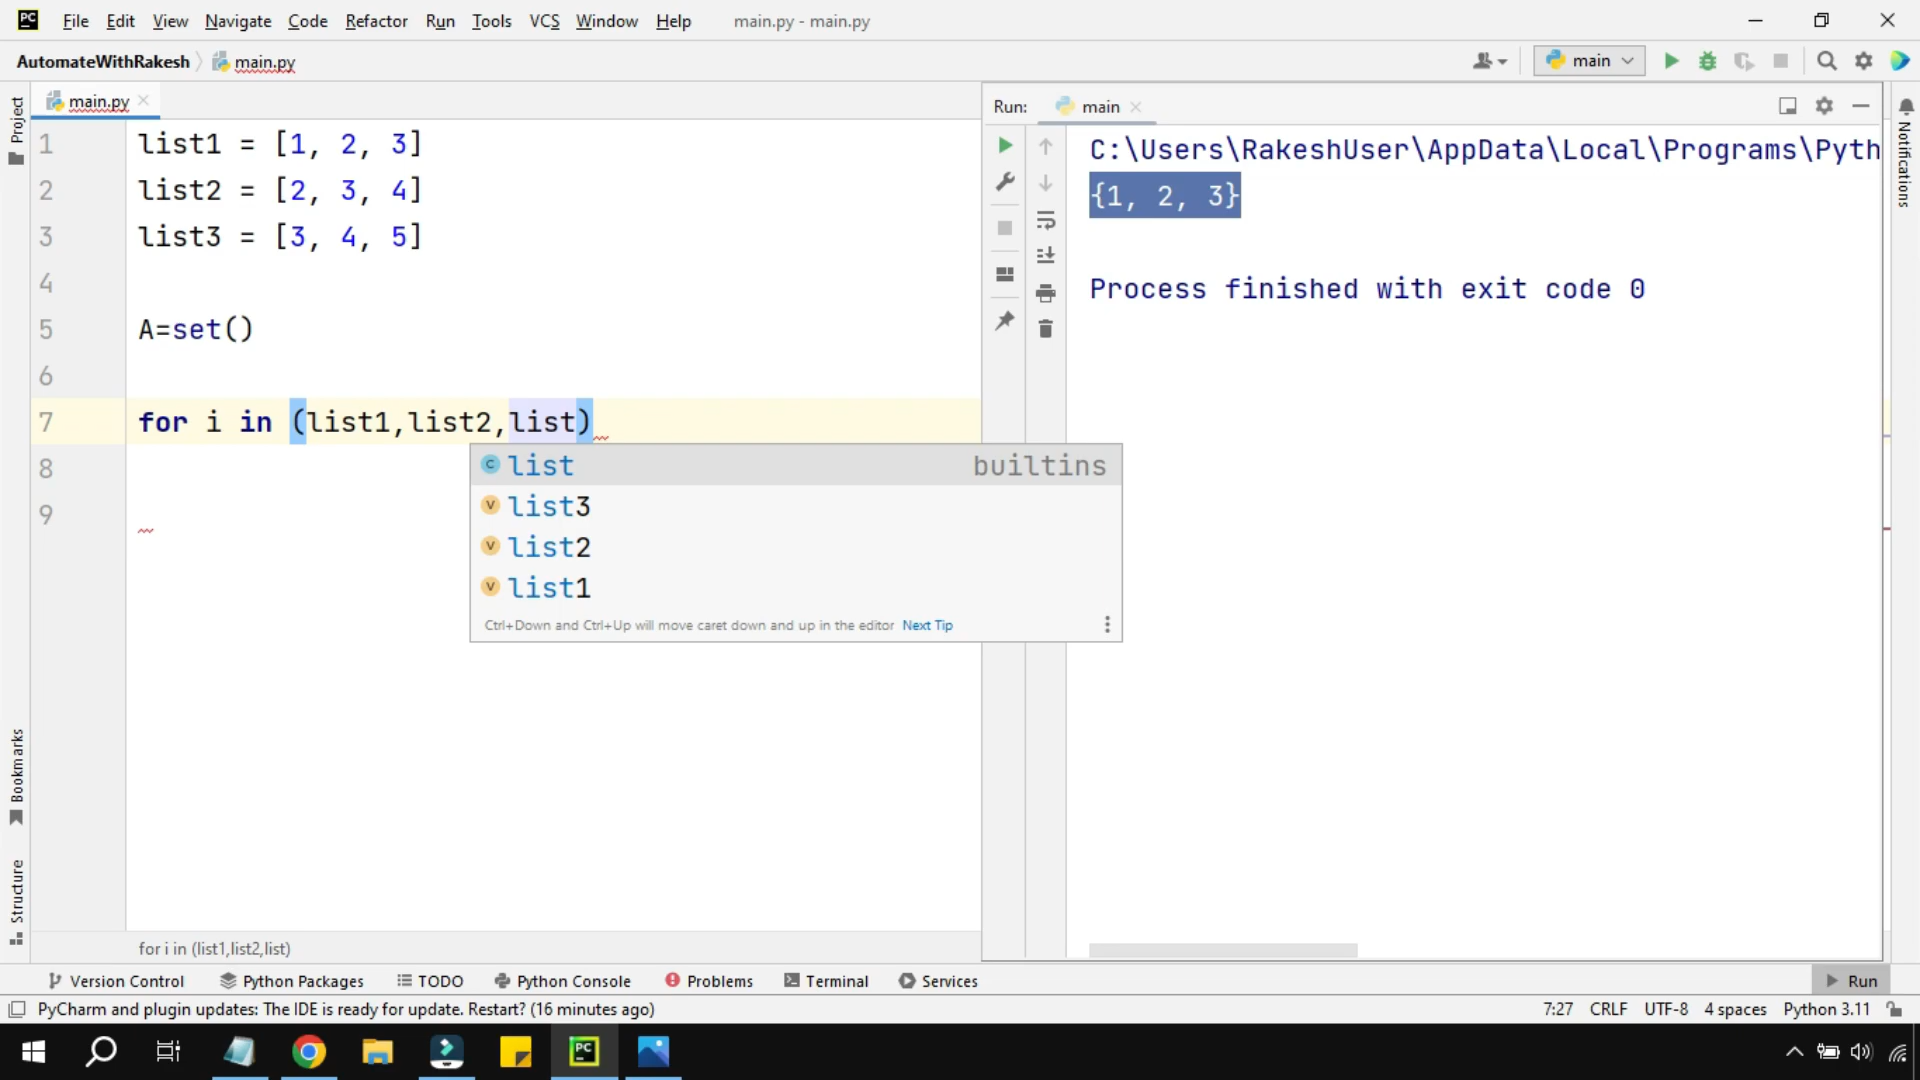 PC File Edit View Navigate Code Refactor Run Tools VCS Window Help main.py - main.py
AutomateWithRakesh main.py main
main.py
Run: main
Project
Notifications
1 list1 = [1, 2, 3]
2 list2 = [2, 3, 4]
3 list3 = [3, 4, 5]
4
5 A=set()
6
7 for i in (list1,list2,list)
8
9
c list builtins
v list3
v list2
v list1
Ctrl+Down and Ctrl+Up will move caret down and up in the editor Next Tip
C:\Users\RakeshUser\AppData\Local\Programs\Pyth
{1, 2, 3}
Process finished with exit code 0
Bookmarks
Structure
for i in (list1,list2,list)
Version Control Python Packages TODO Python Console Problems Terminal Services Run
PyCharm and plugin updates: The IDE is ready for update. Restart? (16 minutes ago) 7:27 CRLF UTF-8 4 spaces Python 3.11
PC